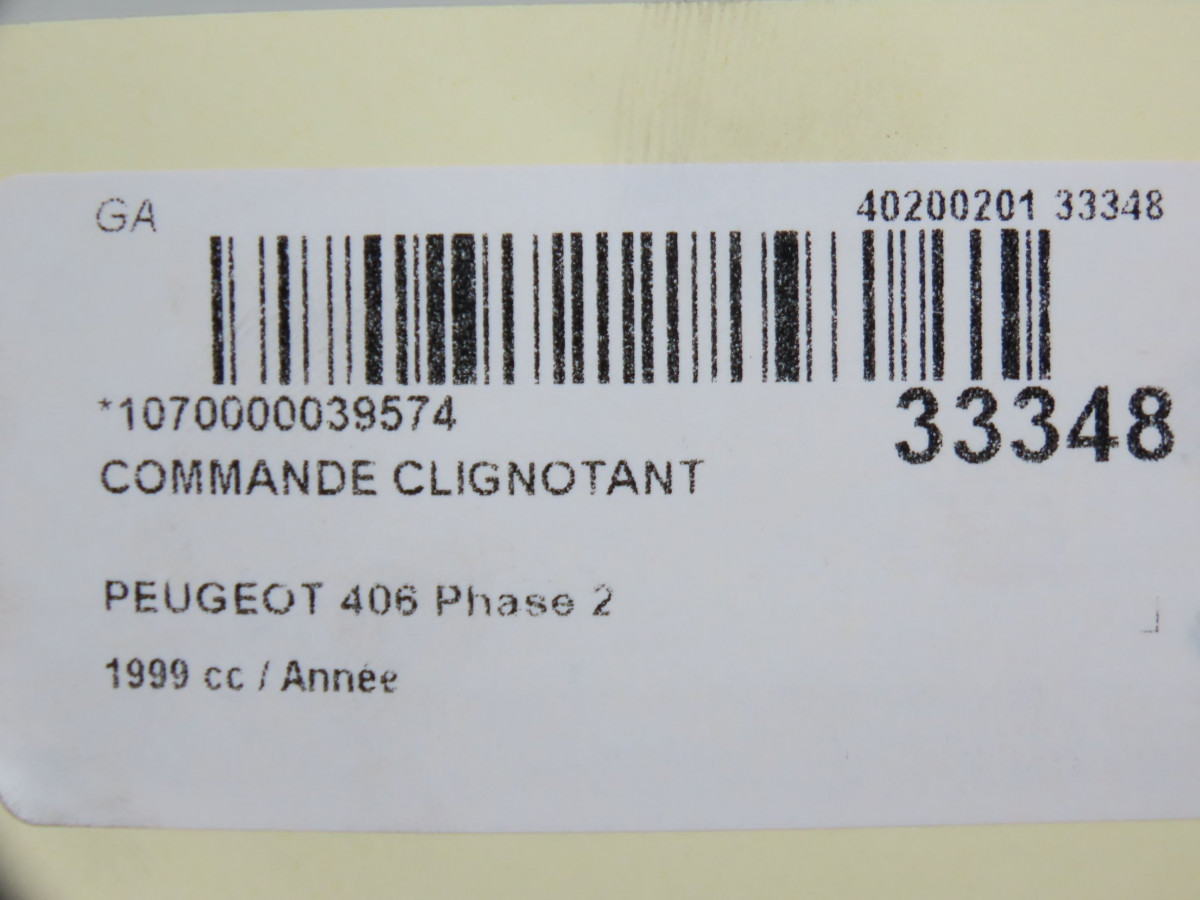 GA
40200201 33348
*1070000039574
33348
COMMANDE CLIGNOTANT
PEUGEOT 406 Phase 2
1999 cc / Année